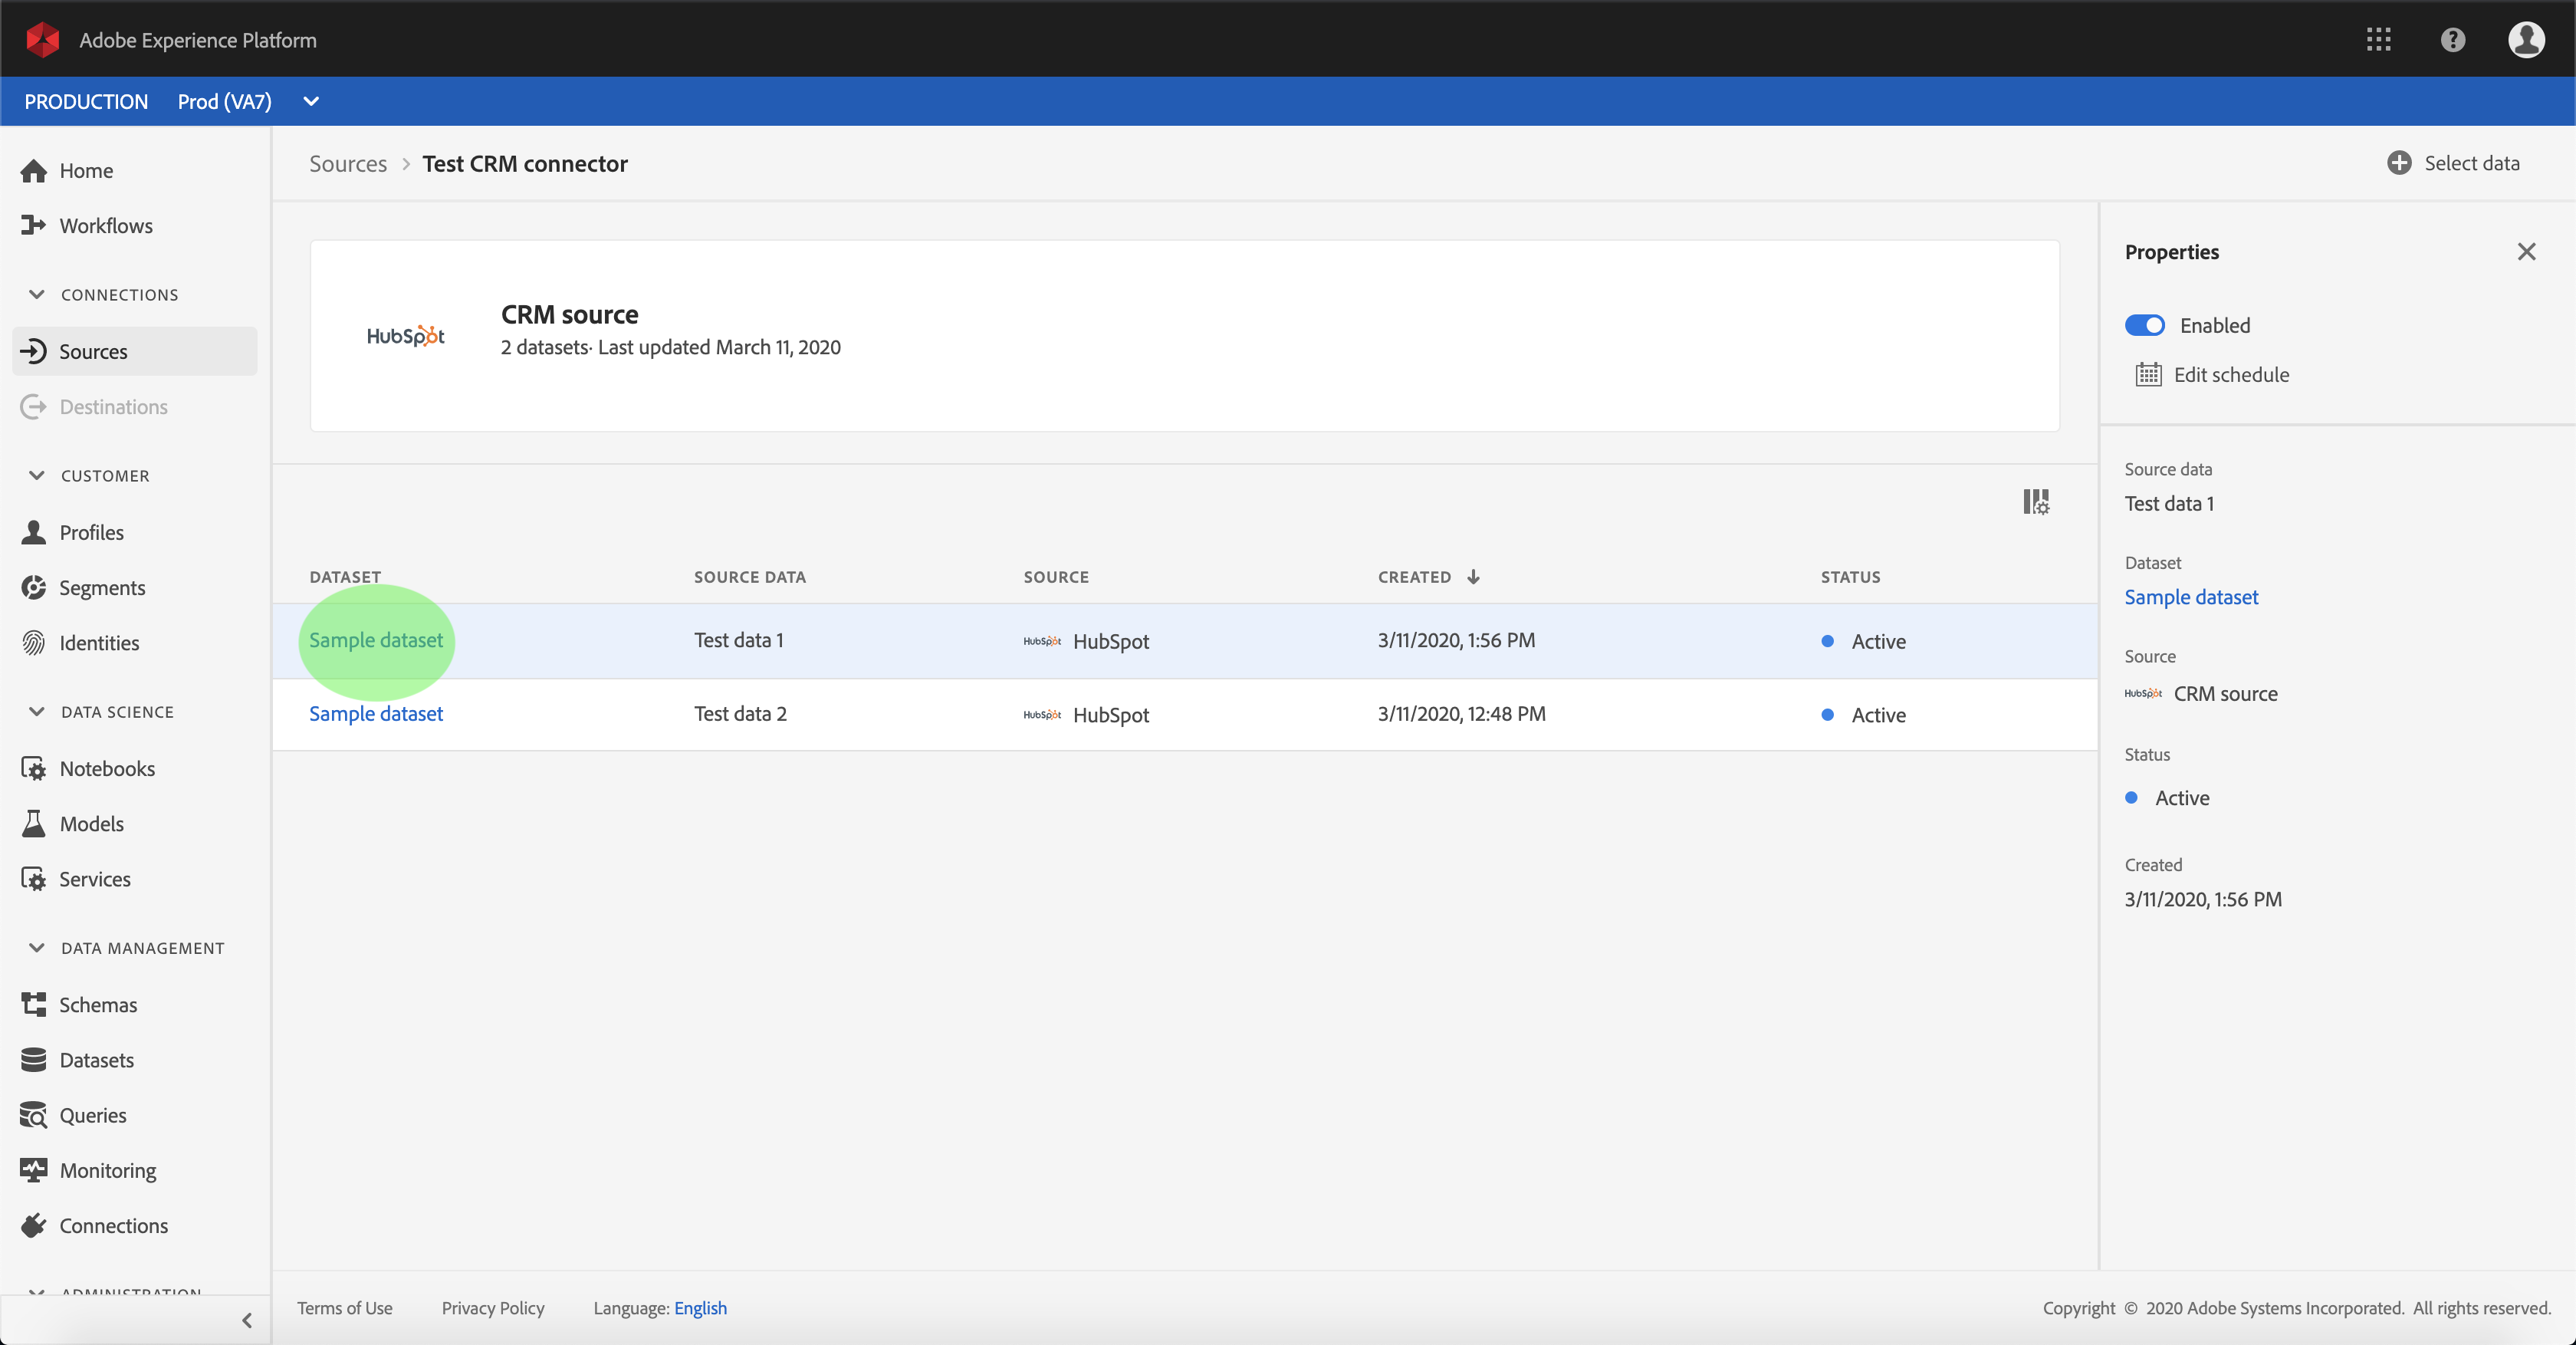 Adobe Experience Platform
?
PRODUCTION Prod (VA7)
Home
Workflows
CONNECTIONS
Sources
Destinations
CUSTOMER
Profiles
Segments
Identities
DATA SCIENCE
Notebooks
Models
Services
DATA MANAGEMENT
Schemas
Datasets
Queries
Monitoring
Connections
ADMINISTRATION
Sources > Test CRM connector
Select data
HubSpot
CRM source
2 datasets· Last updated March 11, 2020
DATASET SOURCE DATA SOURCE CREATED STATUS
Sample dataset Test data 1 HubSpot HubSpot 3/11/2020, 1:56 PM Active
Sample dataset Test data 2 HubSpot HubSpot 3/11/2020, 12:48 PM Active
Properties
Enabled
Edit schedule
Source data
Test data 1
Dataset
Sample dataset
Source
HubSpot CRM source
Status
Active
Created
3/11/2020, 1:56 PM
Terms of Use Privacy Policy Language: English
Copyright © 2020 Adobe Systems Incorporated. All rights reserved.